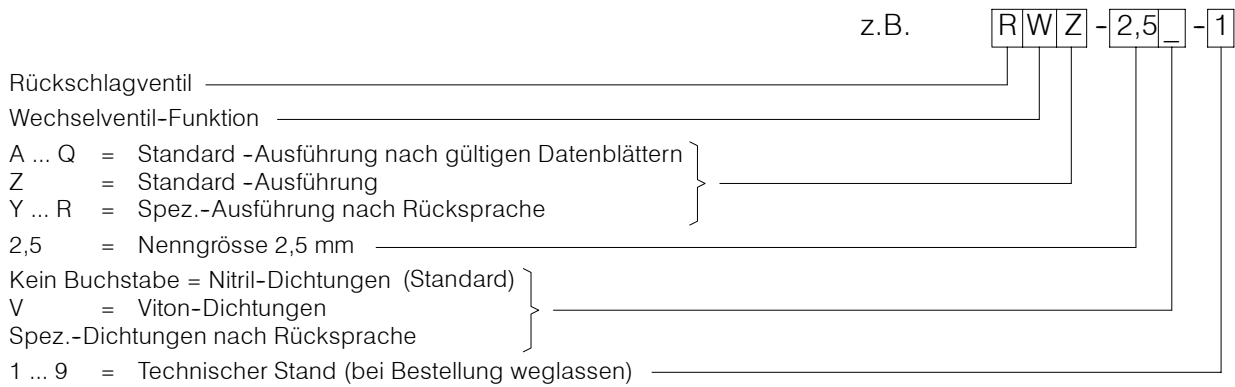 z.B. R W Z - 2,5 _ - 1
Rückschlagventil
Wechselventil-Funktion
A ... Q = Standard -Ausführung nach gültigen Datenblättern
Z = Standard -Ausführung
Y ... R = Spez.-Ausführung nach Rücksprache
2,5 = Nenngrösse 2,5 mm
Kein Buchstabe = Nitril-Dichtungen (Standard)
V = Viton-Dichtungen
Spez.-Dichtungen nach Rücksprache
1 ... 9 = Technischer Stand (bei Bestellung weglassen)